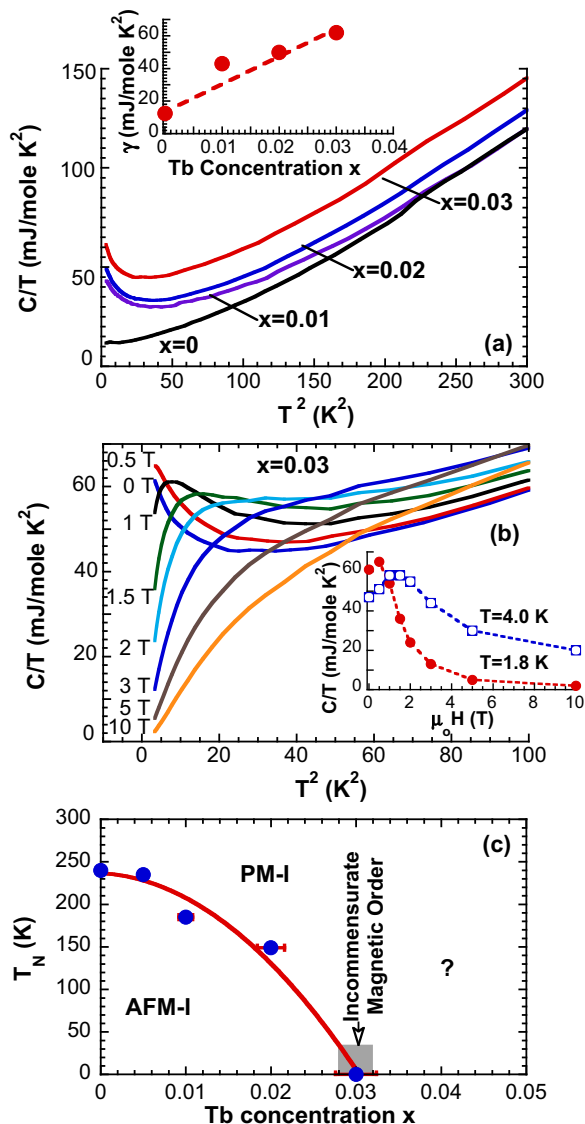 80
60
40
20
0
γ (mJ/mole K²)
0 0.01 0.02 0.03 0.04
Tb Concentration x
150
100
50
0
C/T (mJ/mole K²)
x=0.03
x=0.02
x=0.01
x=0
(a)
0 50 100 150 200 250 300
T ² (K²)
60
40
20
0
C/T (mJ/mole K²)
0.5 T
0 T
1 T
1.5 T
2 T
3 T
5 T
10 T
x=0.03
(b)
60
40
20
0
C/T (mJ/mole K²)
T=4.0 K
T=1.8 K
0 2 4 6 8 10
μₒH (T)
0 20 40 60 80 100
T ² (K²)
300
250
200
150
100
50
0
T_N (K)
(c)
PM-I
AFM-I
Incommensurate
Magnetic Order
?
0 0.01 0.02 0.03 0.04 0.05
Tb concentration x